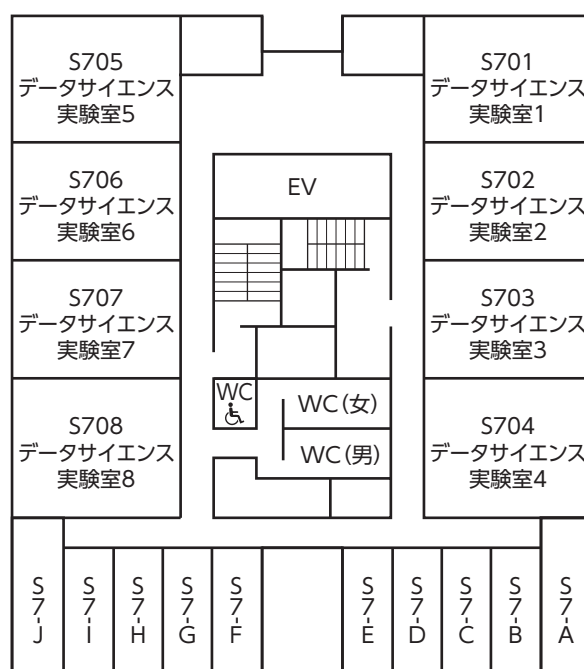 S705
データサイエンス
実験室5
S701
データサイエンス
実験室1
EV
S706
データサイエンス
実験室6
S702
データサイエンス
実験室2
S707
データサイエンス
実験室7
S703
データサイエンス
実験室3
WC
WC(女)
S708
データサイエンス
実験室8
WC(男)
S704
データサイエンス
実験室4
S7-J
S7-I
S7-H
S7-G
S7-F
S7-E
S7-D
S7-C
S7-B
S7-A